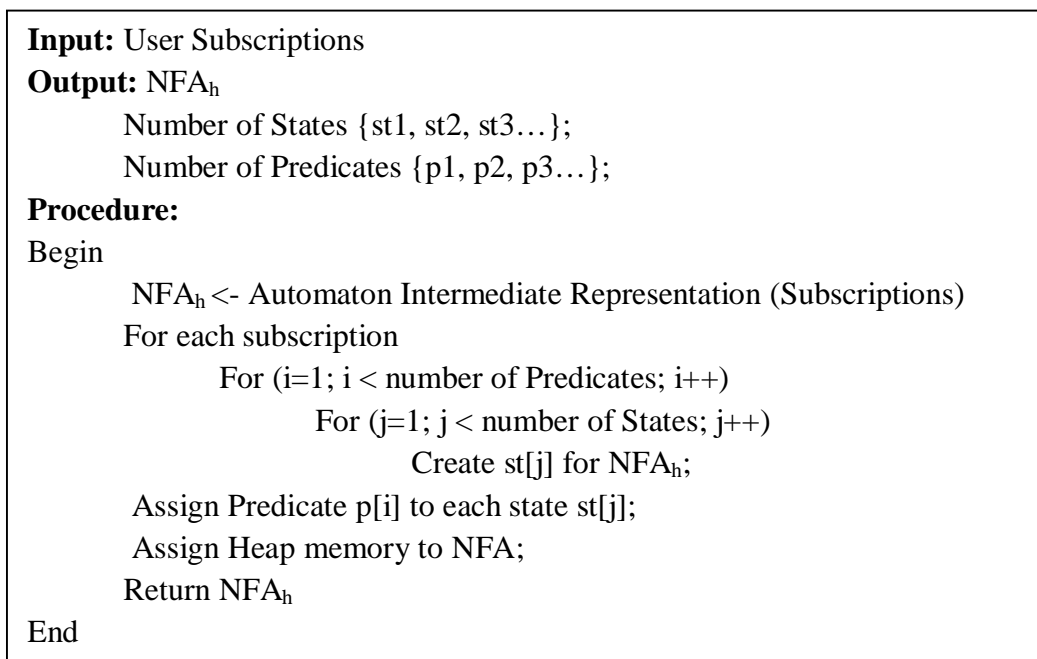 Input: User Subscriptions
Output: NFAh
Number of States {st1, st2, st3…};
Number of Predicates {p1, p2, p3…};
Procedure:
Begin
NFAh <- Automaton Intermediate Representation (Subscriptions)
For each subscription
For (i=1; i < number of Predicates; i++)
For (j=1; j < number of States; j++)
Create st[j] for NFAh;
Assign Predicate p[i] to each state st[j];
Assign Heap memory to NFA;
Return NFAh
End